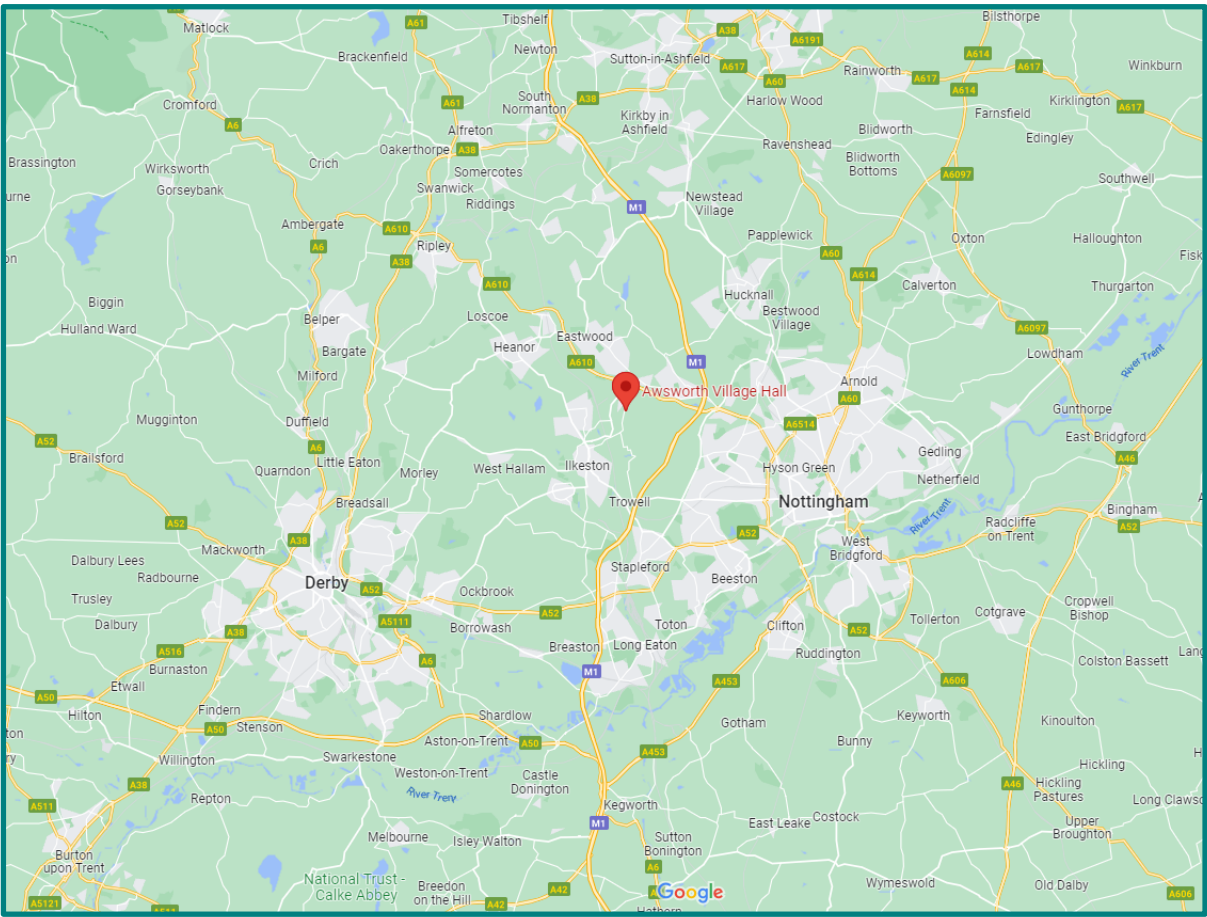 Tibshelf
Bilsthorpe
A61
Matlock
A38
Brackenfield
Newton
Sutton-in-Ashfield
A6191
A614
A617
Rainworth
A617
A617
Winkburn
A60
A614
Cromford
A61
South
Normanton
A38
Harlow Wood
Kirklington
A617
Farnsfield
A6
Alfreton
Kirkby in
Ashfield
Blidworth
Edingley
Oakerthorpe
A38
Ravenshead
Brassington
Wirksworth
Crich
Somercotes
Blidworth
Bottoms
A6097
Southwell
Gorseybank
Swanwick
Riddings
Newstead
Village
M1
Ambergate
A610
Papplewick
Oxton
Halloughton
A6
Ripley
A60
A38
A614
A610
Calverton
Thurgarton
Biggin
Hucknall
Loscoe
Bestwood
Village
Hulland Ward
Belper
A6097
Eastwood
Heanor
Bargate
Lowdham
River Trent
A610
M1
Milford
Arnold
Awsworth Village Hall
A60
Gunthorpe
Mugginton
Duffield
A6514
A52
A6
East Bridgford
Brailsford
Quarndon
Little Eaton
Morley
West Hallam
Ilkeston
Hyson Green
Gedling
A46
Netherfield
Breadsall
Trowell
Nottingham
River Trent
Bingham
A52
A52
Radcliffe
on Trent
A52
A38
Mackworth
West
Bridgford
Dalbury Lees
Radbourne
Stapleford
Beeston
Derby
A52
Ockbrook
Trusley
A52
Cropwell
Bishop
Dalbury
A5111
Borrowash
Toton
Clifton
Tollerton
Cotgrave
A38
A52
A516
Breaston
Long Eaton
Ruddington
Burnaston
A6
Colston Bassett
M1
Etwall
A453
A606
A50
Findern
Hilton
Shardlow
Gotham
Keyworth
Kinoulton
A50
Stenson
Aston-on-Trent
A50
Bunny
Willington
Swarkestone
A453
Hickling
Weston-on-Trent
Castle
Donington
A38
A46
Hickling
Pastures
Repton
Kegworth
A511
M1
East Leake
Costock
Upper
Broughton
Melbourne
Isley Walton
Sutton
Bonington
Burton
upon Trent
A6
National Trust -
Calke Abbey
Breedon
on the Hill
A42
Google
Wymeswold
Old Dalby
A606
A5121
A42